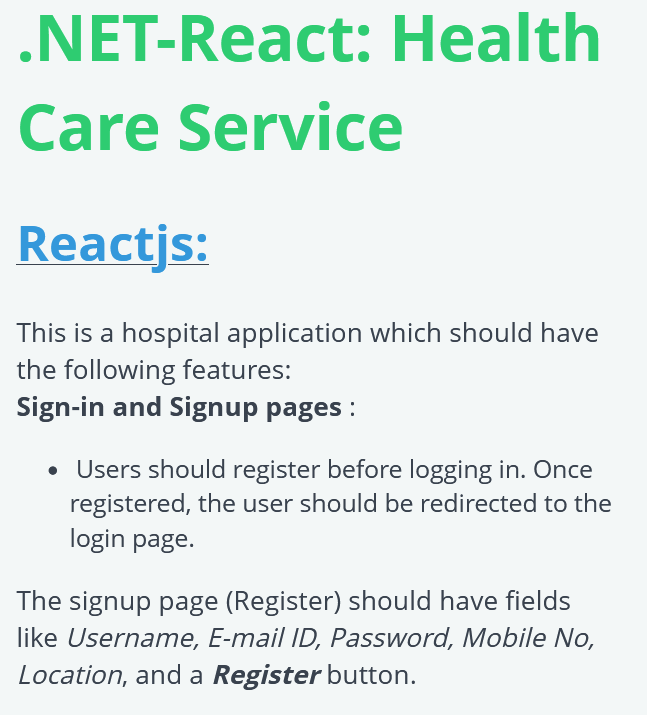 .NET-React: Health
Care Service
Reactjs:
This is a hospital application which should have
the following features:
Sign-in and Signup pages :
• Users should register before logging in. Once
registered, the user should be redirected to the
login page.
The signup page (Register) should have fields
like Username, E-mail ID, Password, Mobile No,
Location, and a Register button.